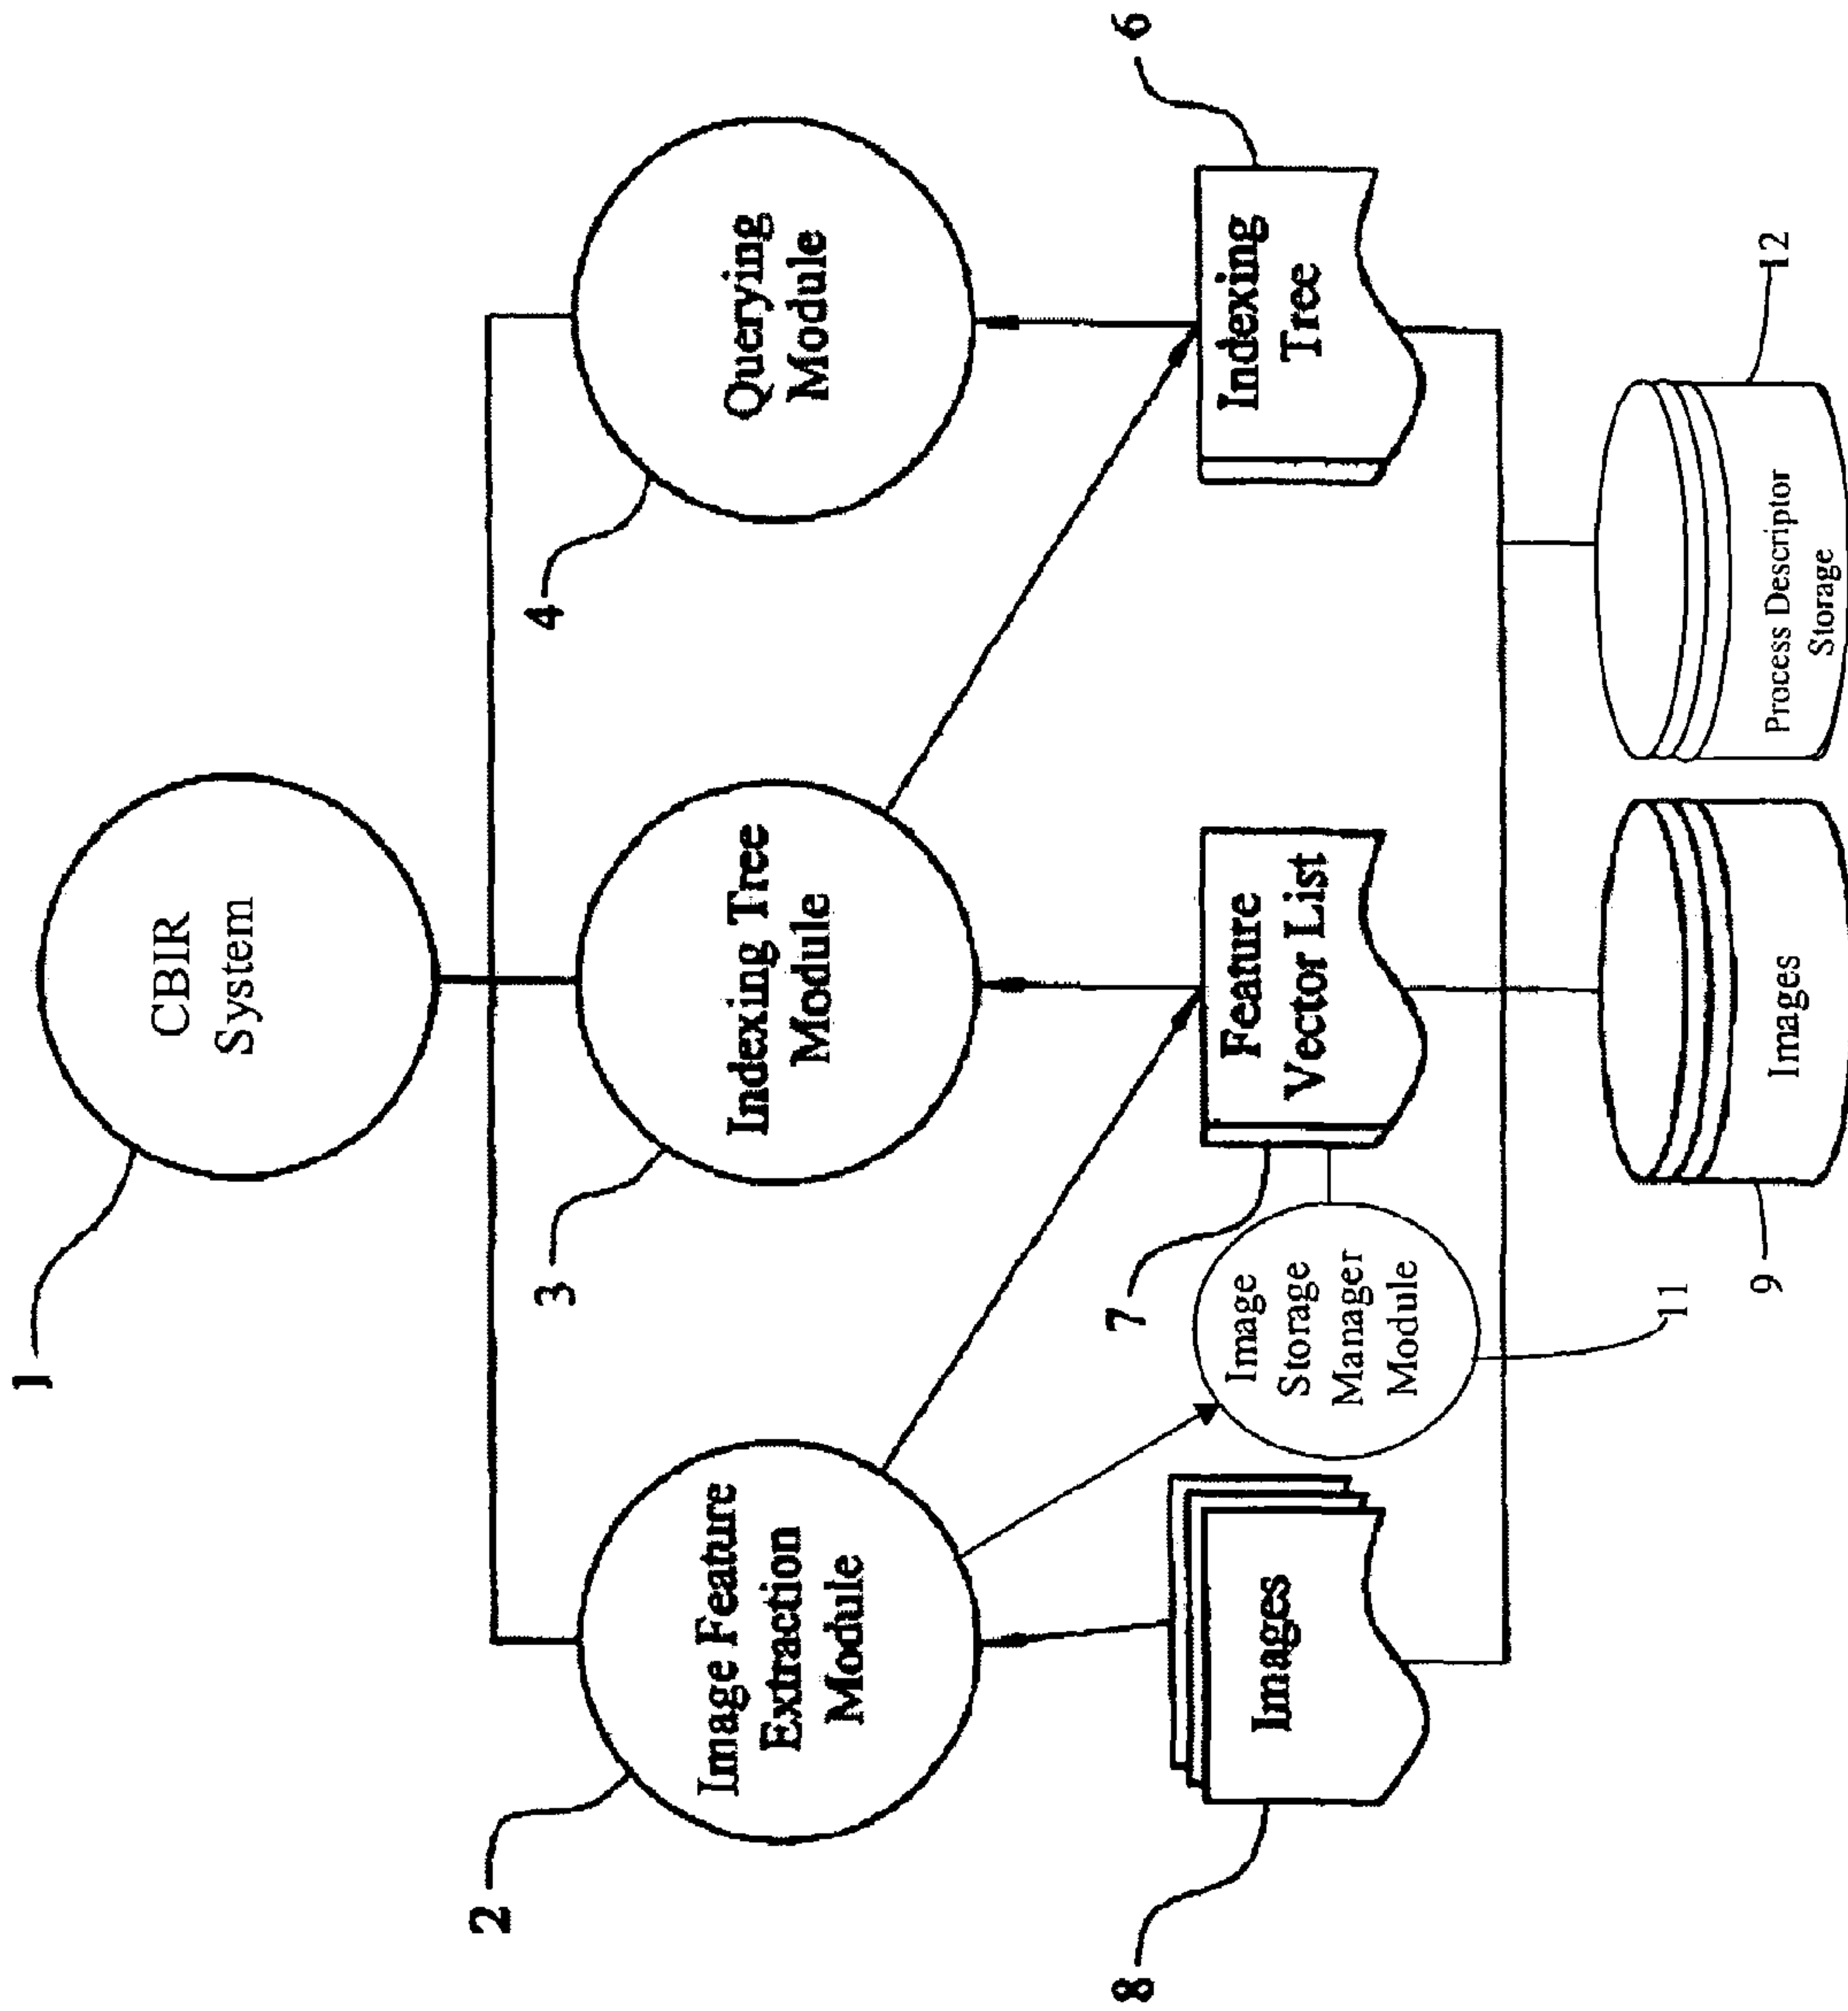 1
CBIR
System
2
Image Feature
Extraction
Module
3
Indexing Tree
Module
4
Querying
Module
8
Images
Image
Storage
Manager
Module
11
7
Feature
Vector List
6
Indexing
Tree
9
Images
Process Descriptor
Storage
12